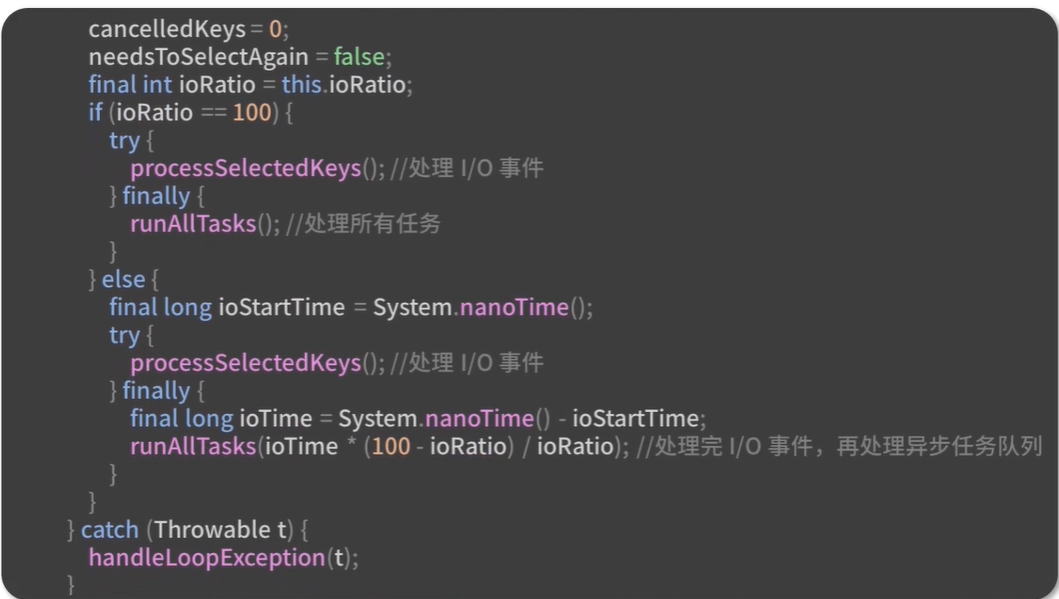 cancelledKeys = 0;
needsToSelectAgain = false;
final int ioRatio = this.ioRatio;
if (ioRatio == 100) {
try {
processSelectedKeys(); //处理 I/O 事件
} finally {
runAllTasks(); //处理所有任务
}
} else {
final long ioStartTime = System.nanoTime();
try {
processSelectedKeys(); //处理 I/O 事件
} finally {
final long ioTime = System.nanoTime() - ioStartTime;
runAllTasks(ioTime * (100 - ioRatio) / ioRatio); //处理完 I/O 事件，再处理异步任务队列
}
}
} catch (Throwable t) {
handleLoopException(t);
}